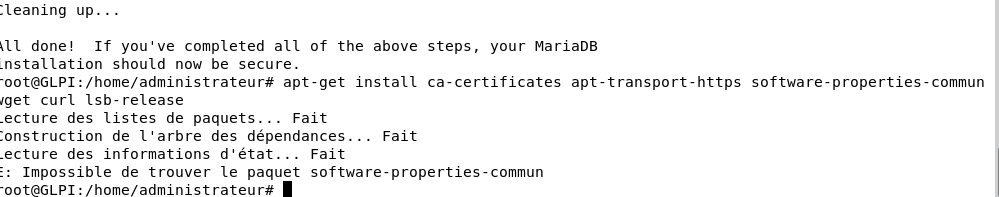 Cleaning up...
All done!  If you've completed all of the above steps, your MariaDB
installation should now be secure.
root@GLPI:/home/administrateur# apt-get install ca-certificates apt-transport-https software-properties-commun
wget curl lsb-release
Lecture des listes de paquets... Fait
Construction de l'arbre des dépendances... Fait
Lecture des informations d'état... Fait
E: Impossible de trouver le paquet software-properties-commun
root@GLPI:/home/administrateur#